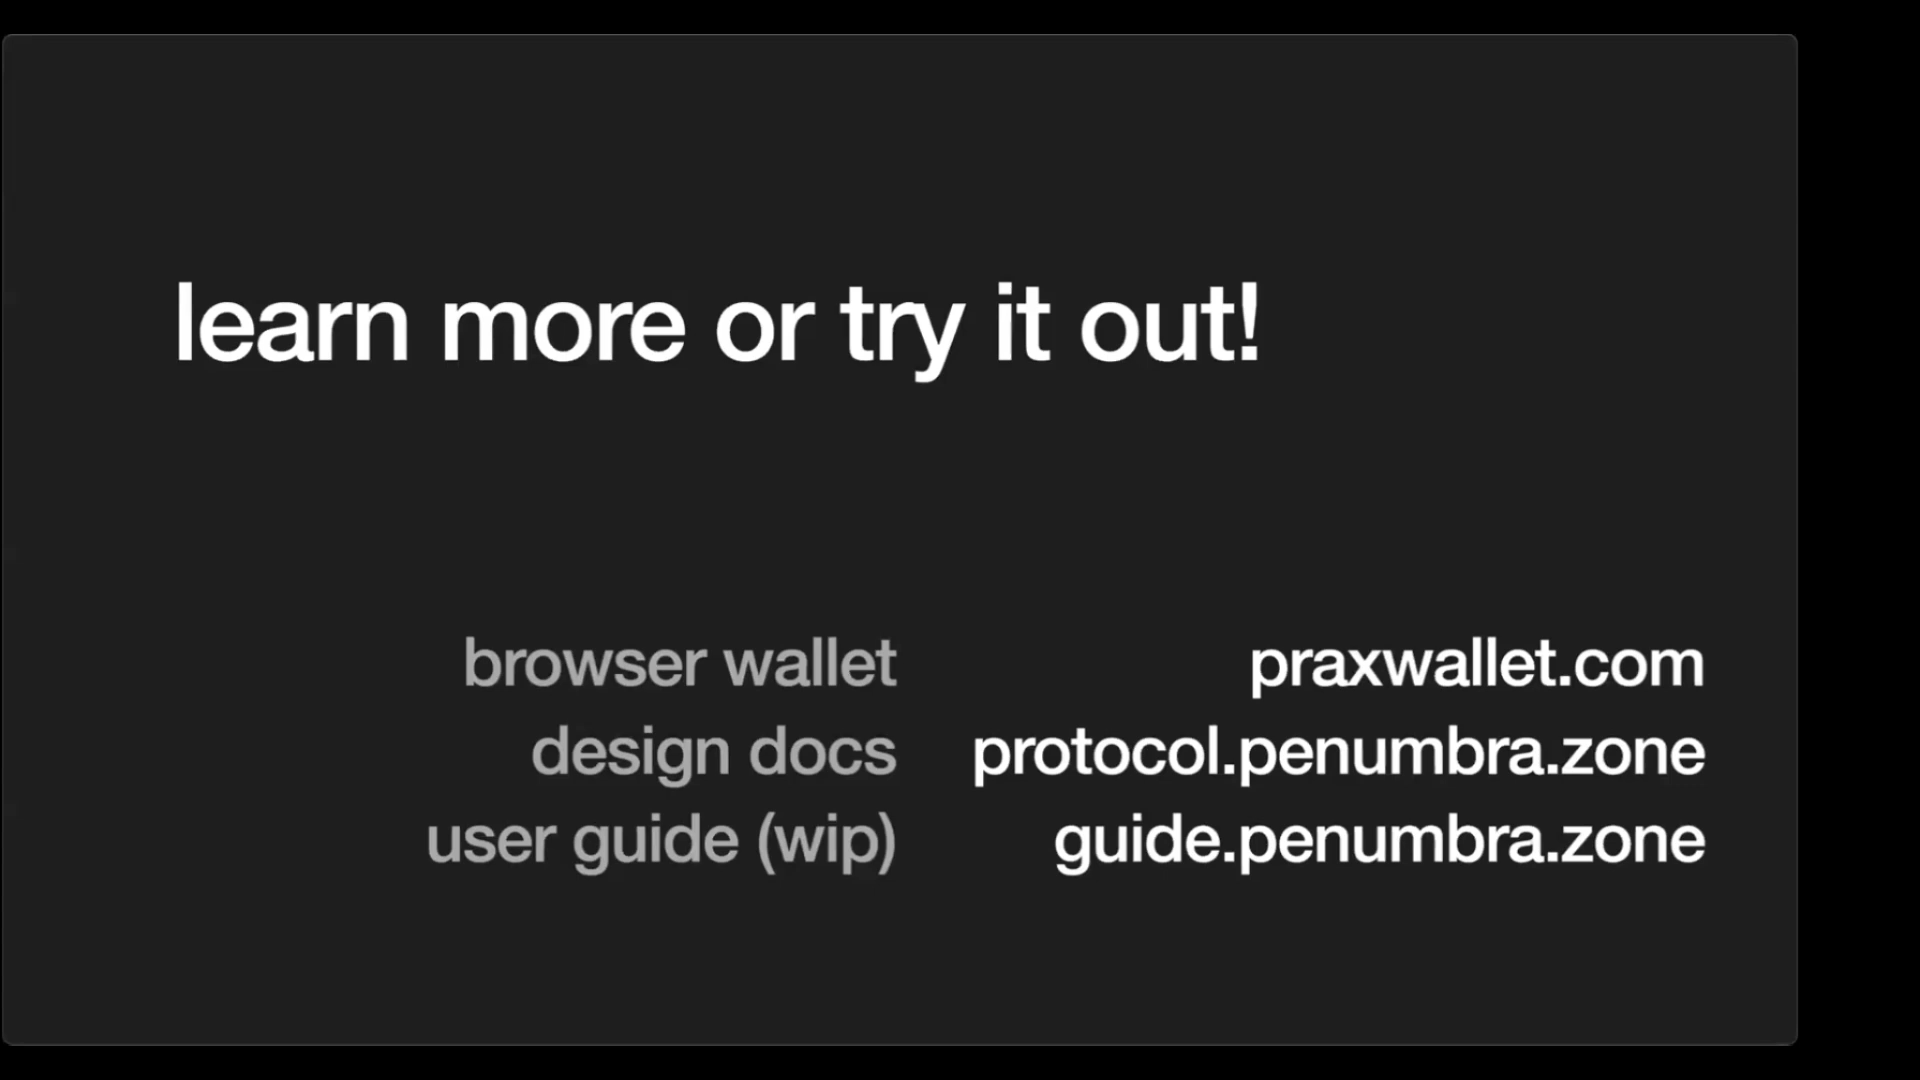 learn more or try it out!
browser wallet praxwallet.com
design docs protocol.penumbra.zone
user guide (wip) guide.penumbra.zone